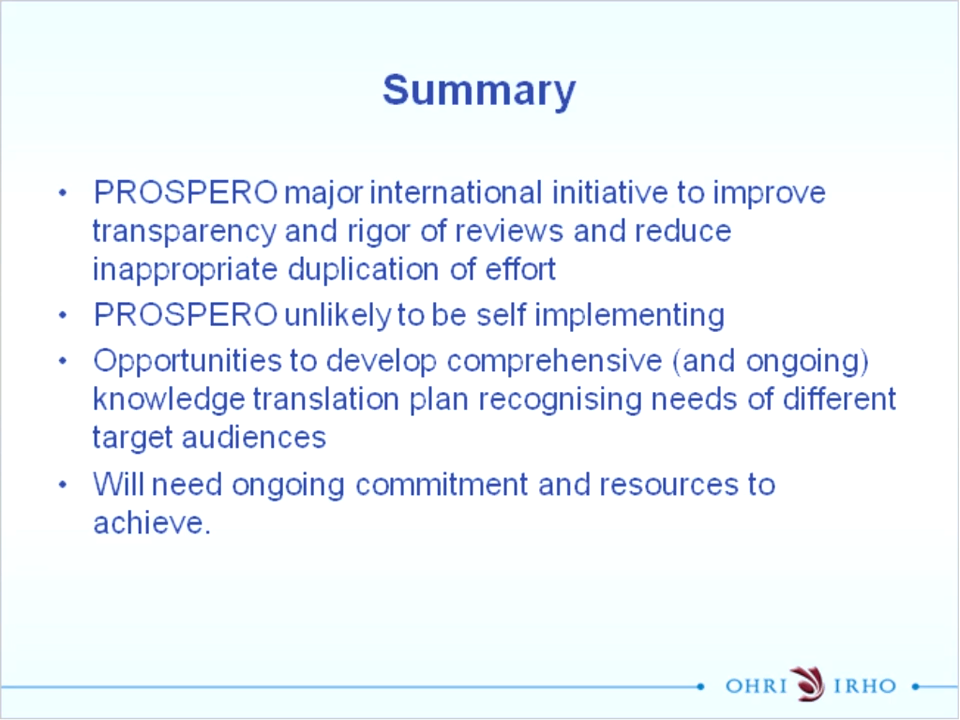 Summary
• PROSPERO major international initiative to improve
transparency and rigor of reviews and reduce
inappropriate duplication of effort
• PROSPERO unlikely to be self implementing
• Opportunities to develop comprehensive (and ongoing)
knowledge translation plan recognising needs of different
target audiences
• Will need ongoing commitment and resources to
achieve.
OHRI IRHO